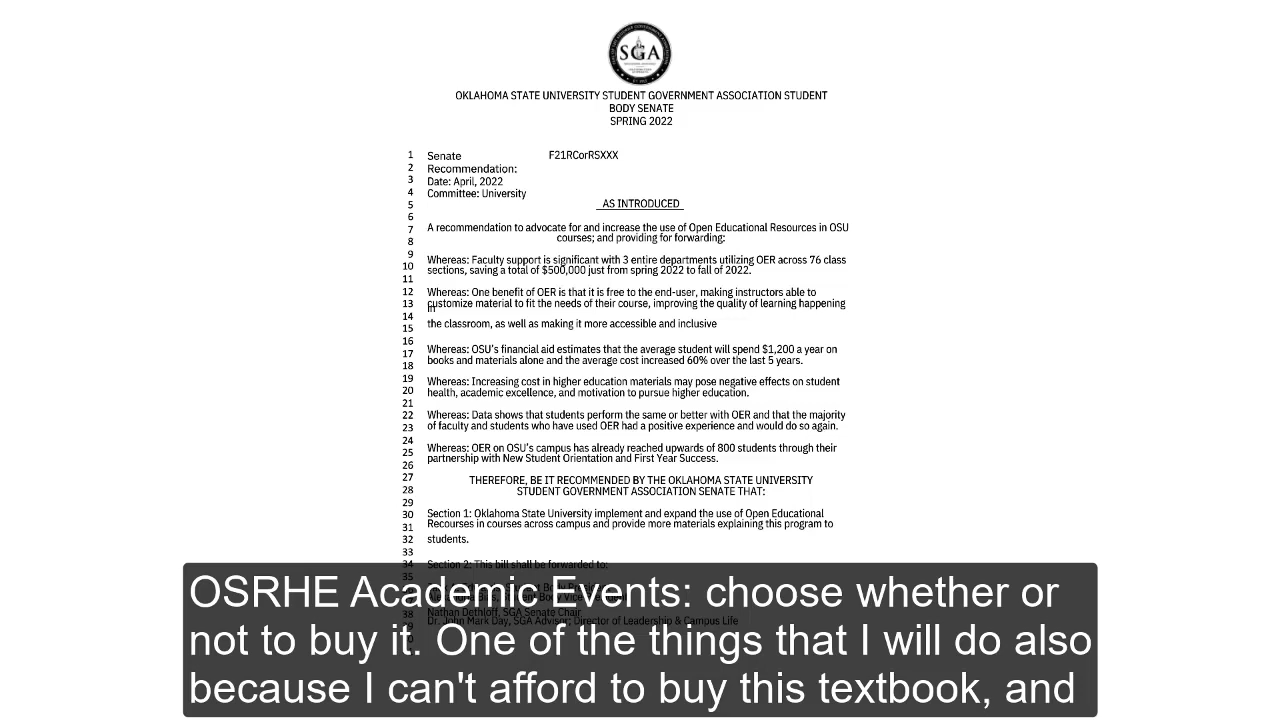 SGA
OKLAHOMA STATE UNIVERSITY STUDENT GOVERNMENT ASSOCIATION STUDENT
BODY SENATE
SPRING 2022
1 Senate F21RCorRSXXX
2 Recommendation:
3 Date: April, 2022
4 Committee: University
5 AS INTRODUCED
6
7 A recommendation to advocate for and increase the use of Open Educational Resources in OSU
8 courses; and providing for forwarding:
9 Whereas: Faculty support is significant with 3 entire departments utilizing OER across 76 class
10 sections, saving a total of $500,000 just from spring 2022 to fall of 2022.
11
12 Whereas: One benefit of OER is that it is free to the end-user, making instructors able to
13 customize material to fit the needs of their course, improving the quality of learning happening
14 in
15 the classroom, as well as making it more accessible and inclusive
16
17 Whereas: OSU's financial aid estimates that the average student will spend $1,200 a year on
18 books and materials alone and the average cost increased 60% over the last 5 years.
19 Whereas: Increasing cost in higher education materials may pose negative effects on student
20 health, academic excellence, and motivation to pursue higher education.
21
22 Whereas: Data shows that students perform the same or better with OER and that the majority
23 of faculty and students who have used OER had a positive experience and would do so again.
24
25 Whereas: OER on OSU's campus has already reached upwards of 800 students through their
26 partnership with New Student Orientation and First Year Success.
27 THEREFORE, BE IT RECOMMENDED BY THE OKLAHOMA STATE UNIVERSITY
28 STUDENT GOVERNMENT ASSOCIATION SENATE THAT:
29
30 Section 1: Oklahoma State University implement and expand the use of Open Educational
31 Recourses in courses across campus and provide more materials explaining this program to
32 students.
33
34 Section 2: This bill shall be forwarded to:
35
38 Nathan Dethloff, SGA Senate Chair
Dr. John Mark Day, SGA Advisor; Director of Leadership & Campus Life
OSRHE Academic Events: choose whether or
not to buy it. One of the things that I will do also
because I can't afford to buy this textbook, and